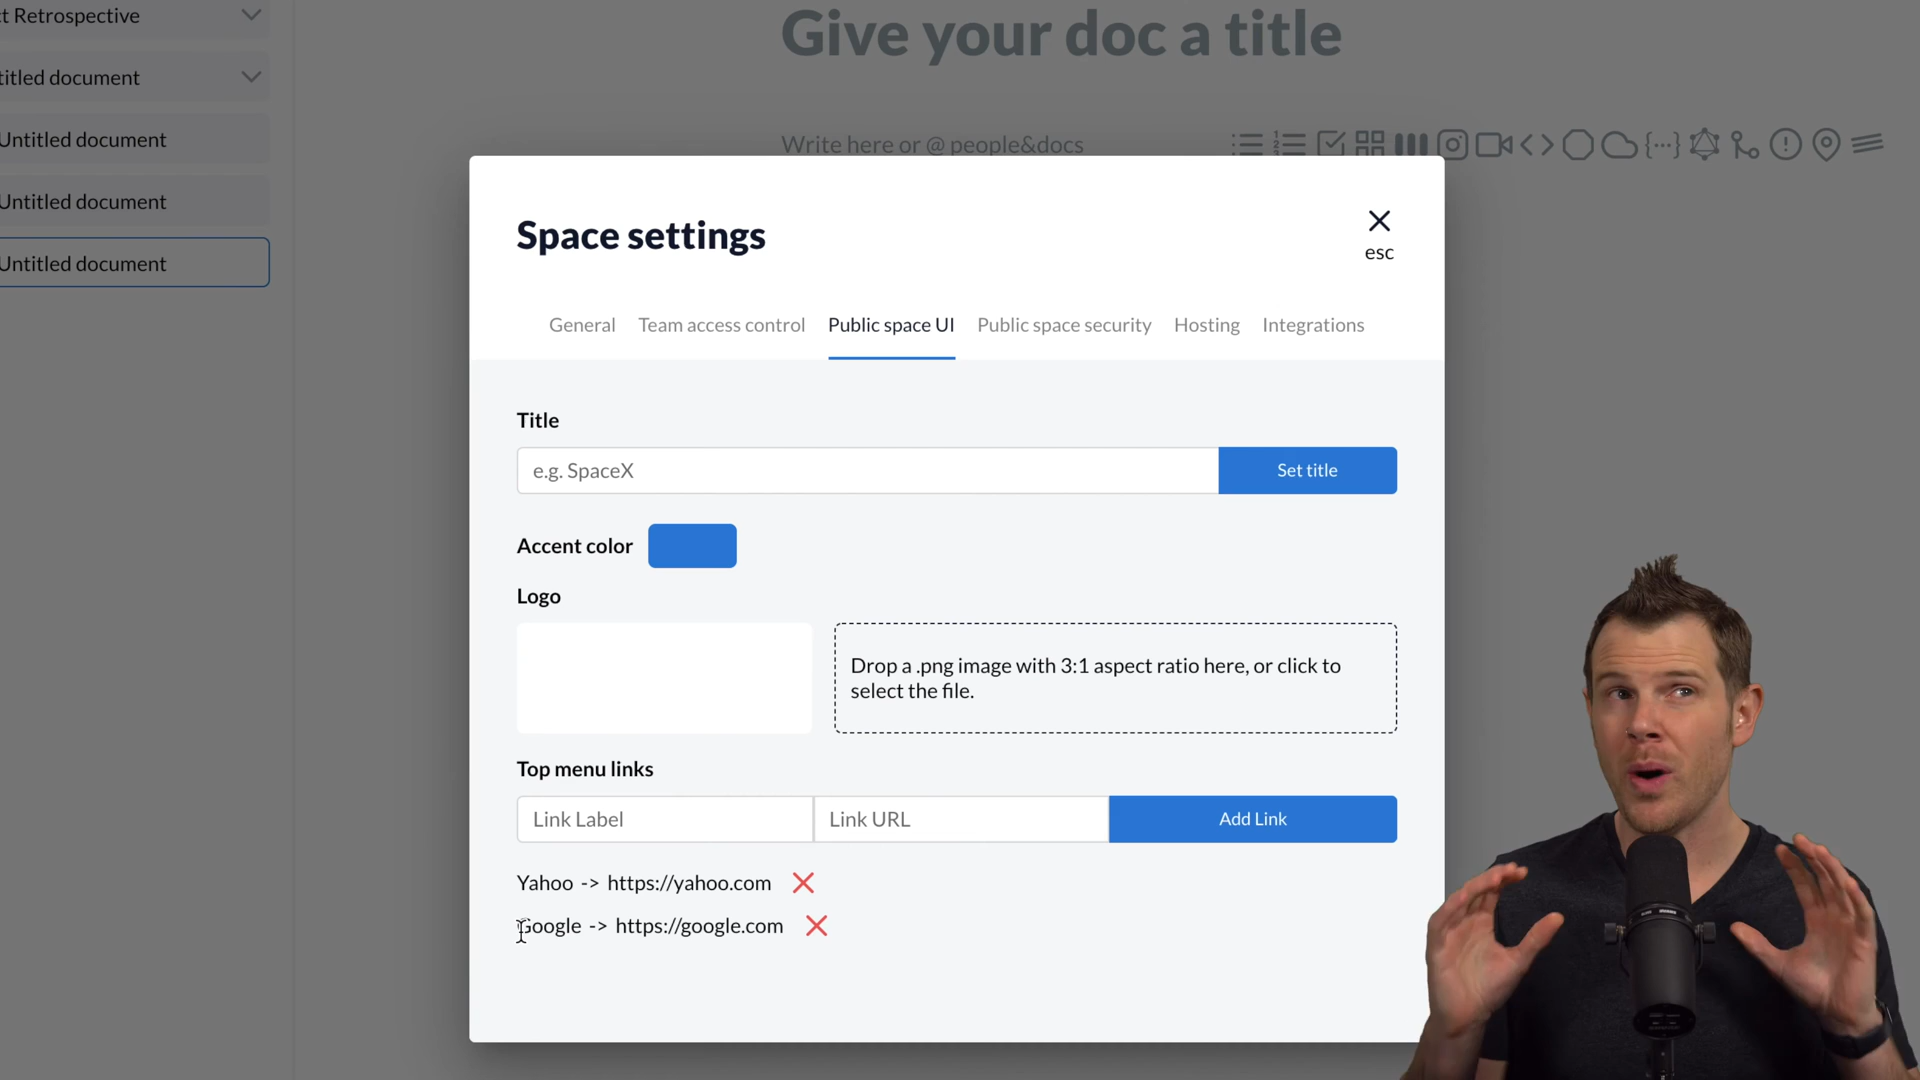 ct Retrospective
titled document
Untitled document
Untitled document
Untitled document
Give your doc a title
Write here or @ people&docs
Space settings
esc
General
Team access control
Public space UI
Public space security
Hosting
Integrations
Title
e.g. SpaceX
Set title
Accent color
Logo
Drop a .png image with 3:1 aspect ratio here, or click to
select the file.
Top menu links
Link Label
Link URL
Add Link
Yahoo -> https://yahoo.com
Google -> https://google.com